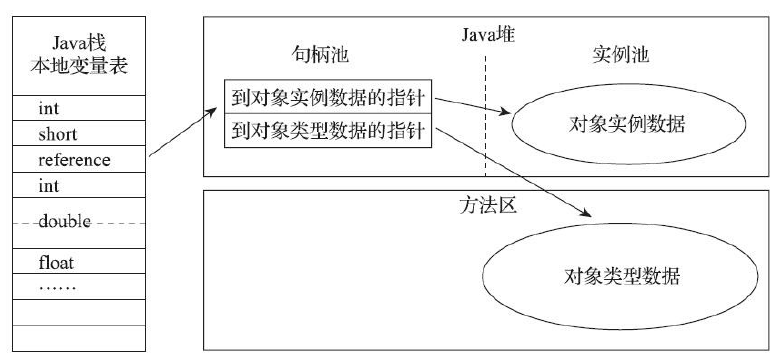 Java栈
本地变量表
int
short
reference
int
double
float
……
Java堆
句柄池
实例池
到对象实例数据的指针
到对象类型数据的指针
对象实例数据
方法区
对象类型数据